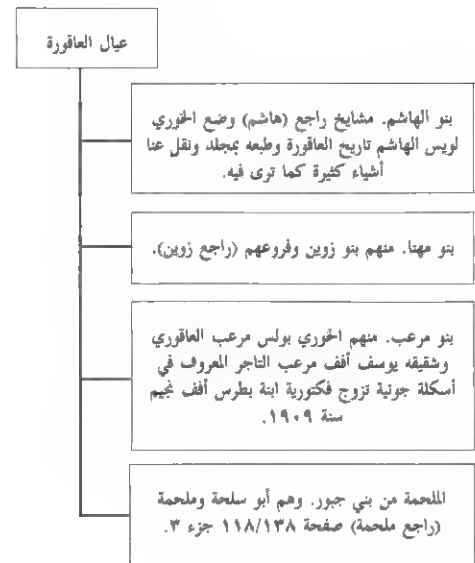 عيال العاقورة
بنو الهاشم. مشايخ راجع (هاشم) وضع الخوري
لويس الهاشم تاريخ العاقورة وطبعه بمجلد ونقل عنا
أشياء كثيرة كما ترى فيه.
بنو مهنا. منهم بنو زوين وفروعهم (راجع زوين).
بنو مرعب. منهم الخوري بولس مرعب العاقوري
وشقيقه يوسف أفف مرعب التاجر المعروف في
أسكلة جونية تزوج فكتورية ابنة بطرس أفف نجيم
سنة ١٩٠٩.
الملحمة من بني جبور. وهم أبو سلحة وملحمة
(راجع ملحمة) صفحة ١١٨/١٣٨ جزء ٣.